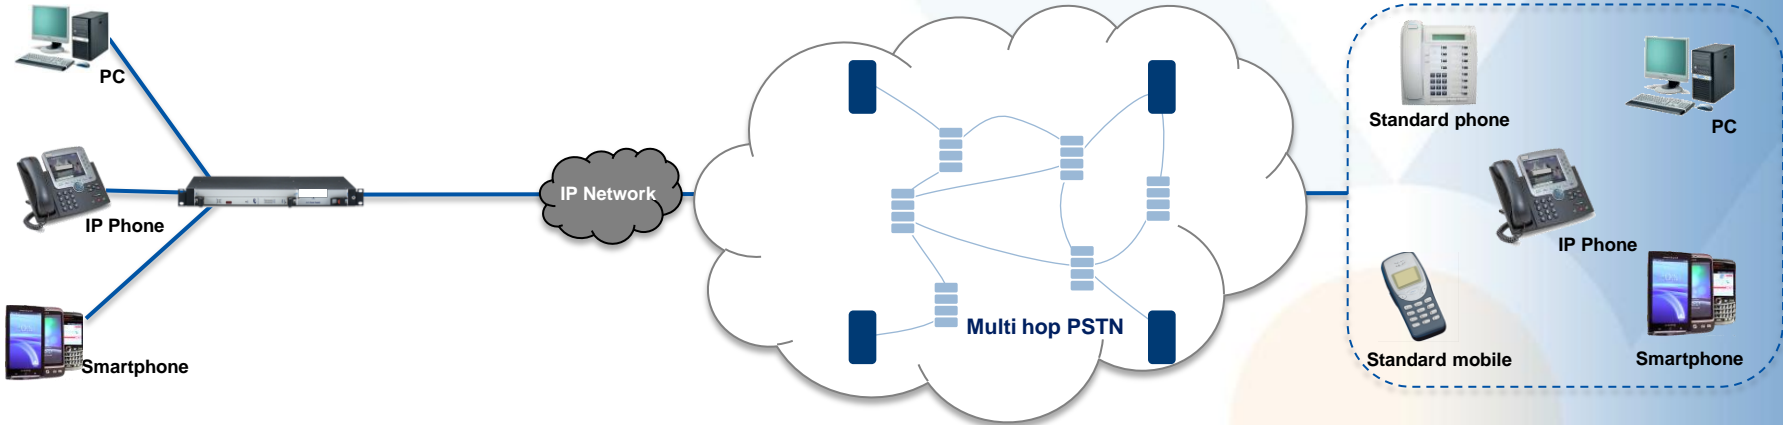 PC
IP Phone
Smartphone
IP Network
Multi hop PSTN
Standard phone
PC
IP Phone
Standard mobile
Smartphone